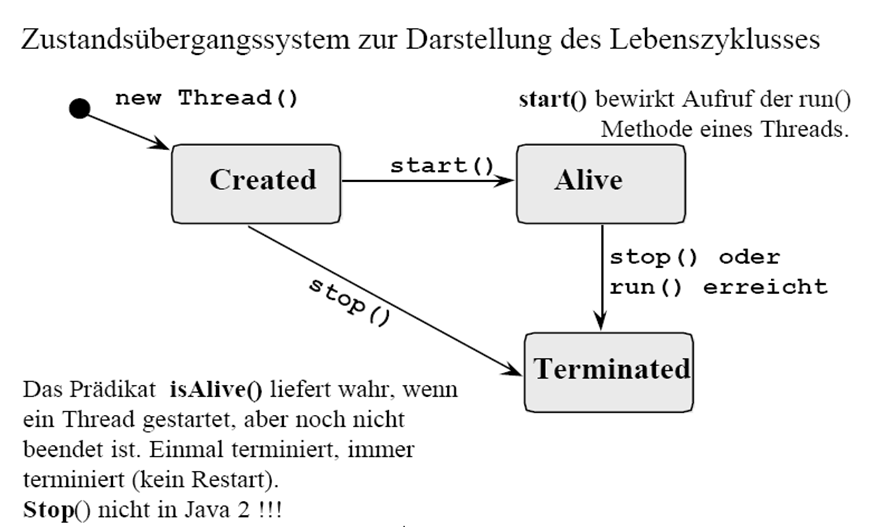 Zustandsübergangssystem zur Darstellung des Lebenszyklusses
new Thread()
start() bewirkt Aufruf der run()
Methode eines Threads.
Created
start()
Alive
stop() oder
run() erreicht
stop()
Terminated
Das Prädikat isAlive() liefert wahr, wenn
ein Thread gestartet, aber noch nicht
beendet ist. Einmal terminiert, immer
terminiert (kein Restart).
Stop() nicht in Java 2 !!!